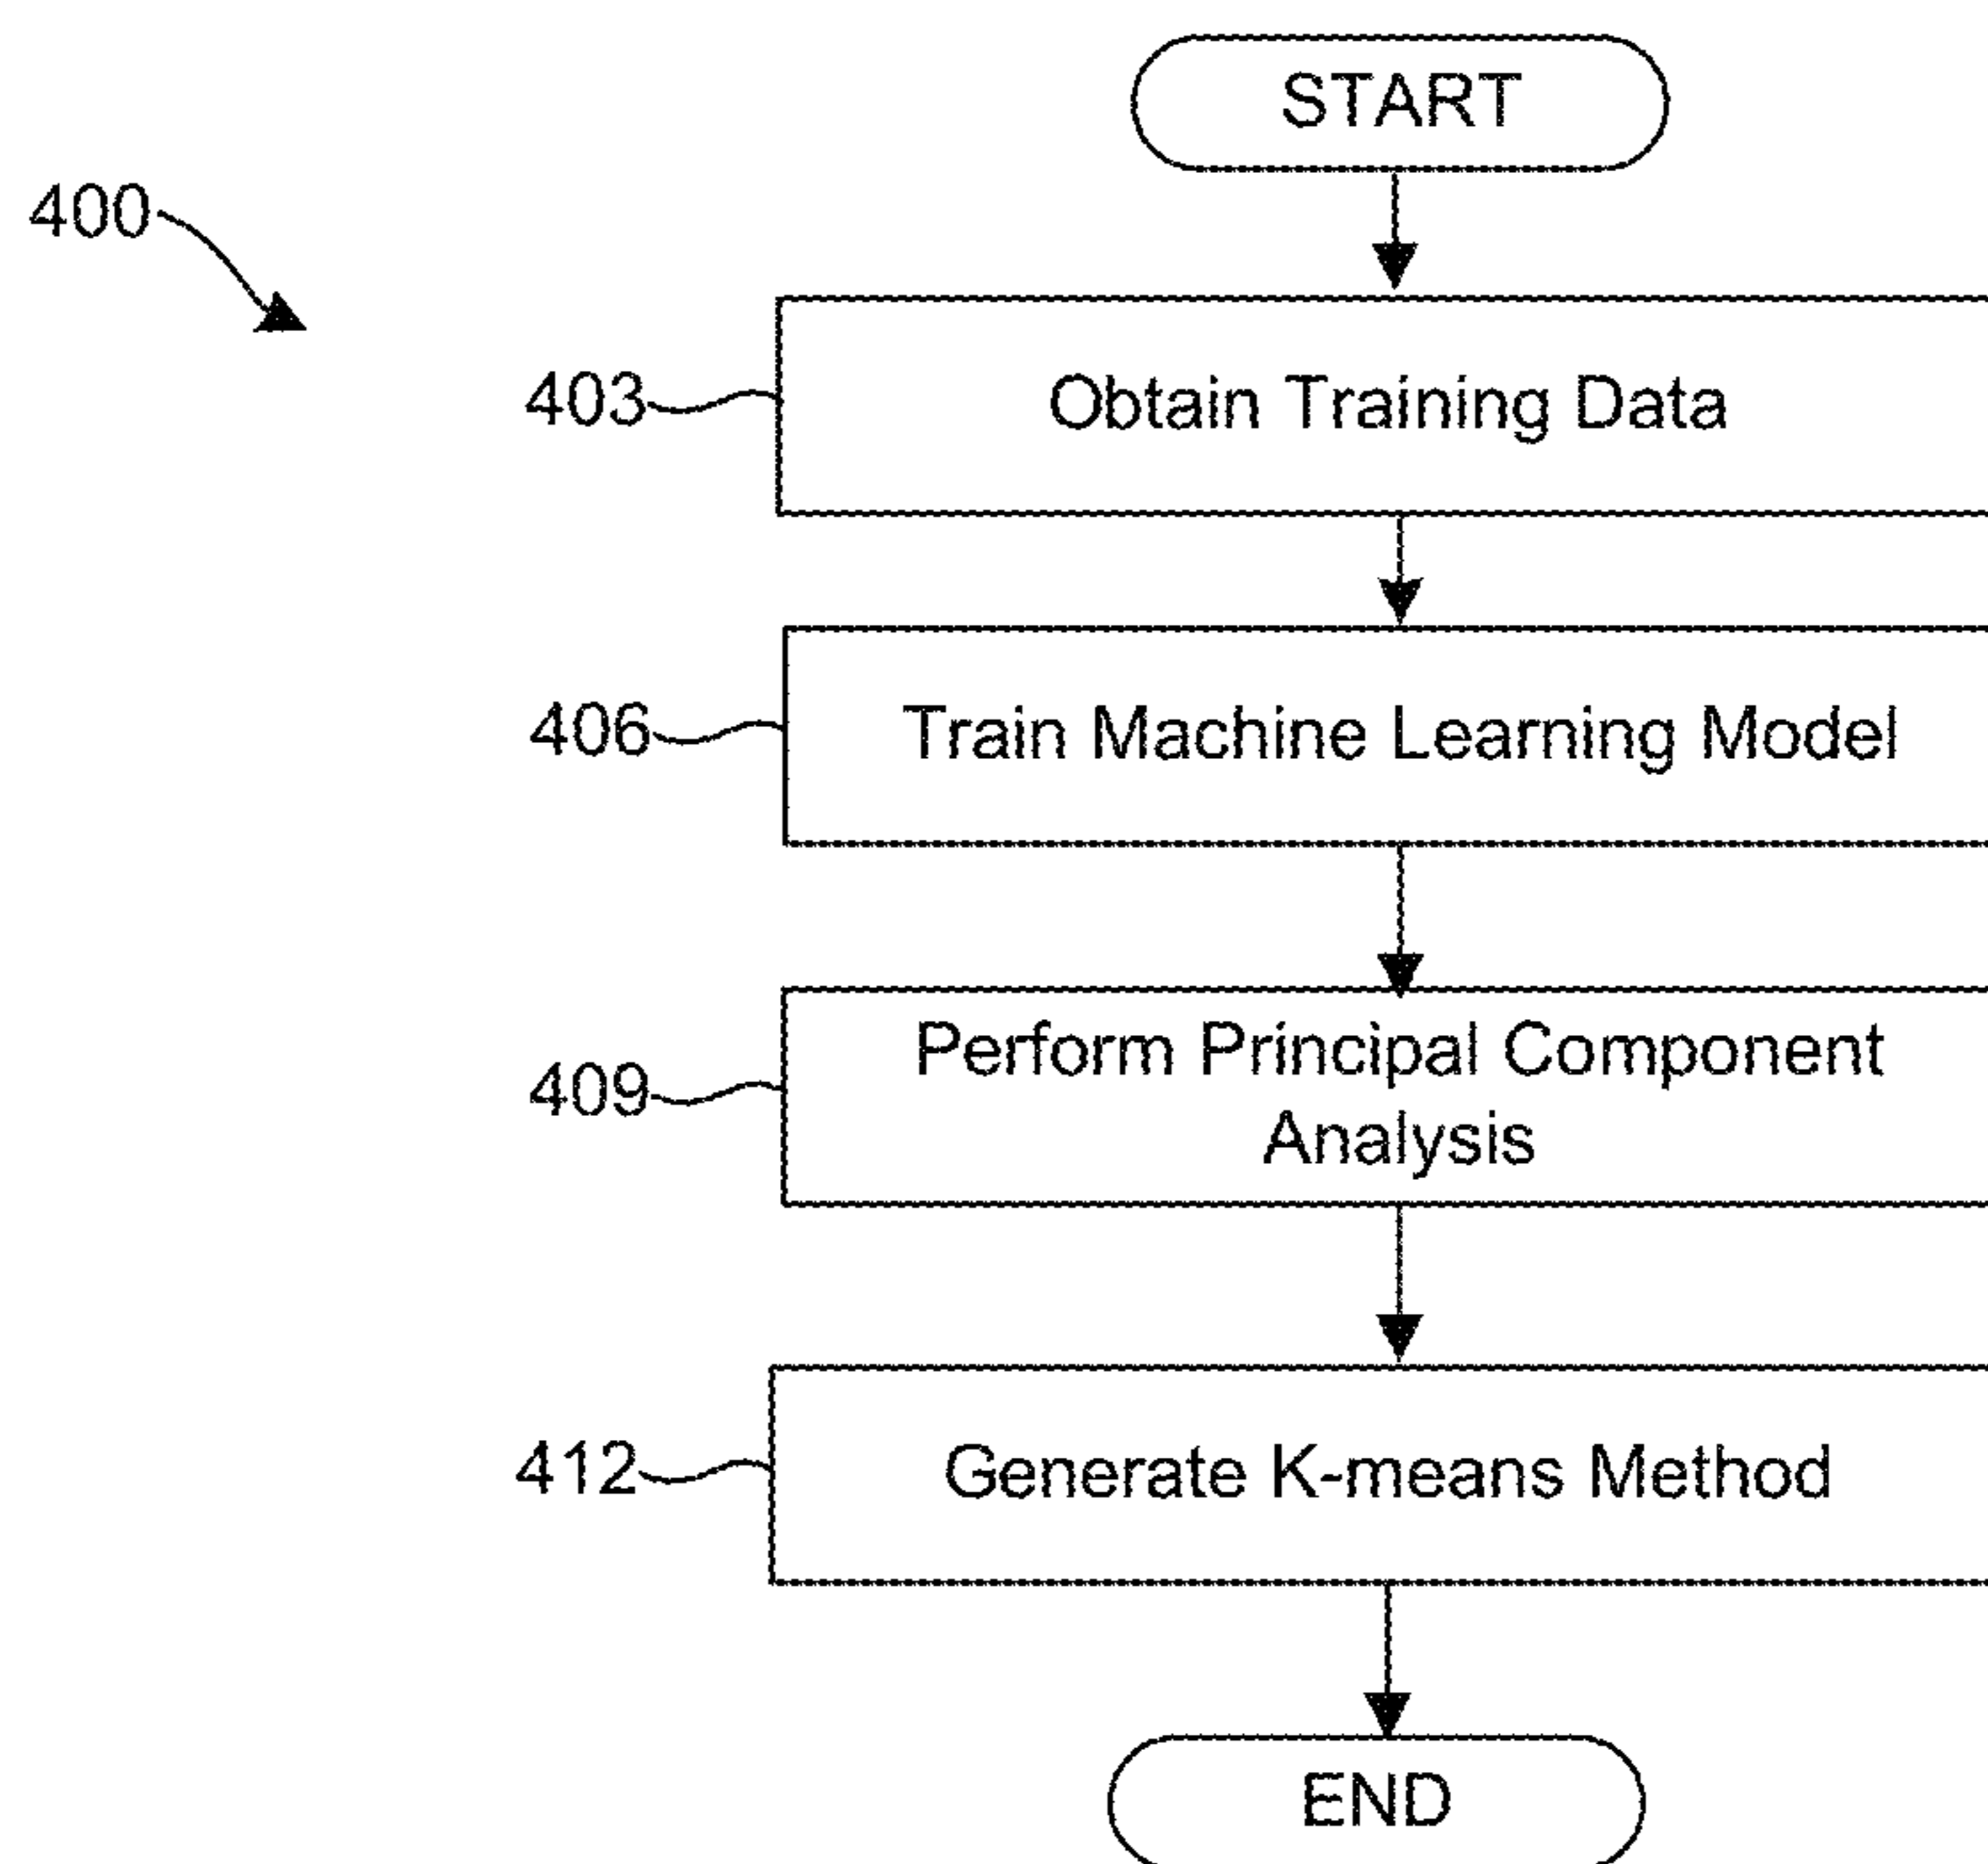 START
400
403
Obtain Training Data
406
Train Machine Learning Model
409
Perform Principal Component
Analysis
412
Generate K-means Method
END